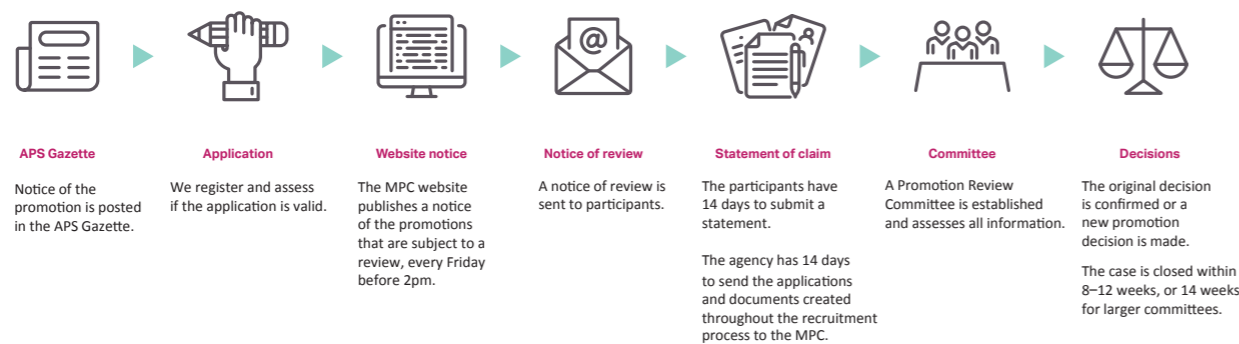 APS Gazette
Notice of the
promotion is posted
in the APS Gazette.
Application
We register and assess
if the application is valid.
Website notice
The MPC website
publishes a notice
of the promotions
that are subject to a
review, every Friday
before 2pm.
Notice of review
A notice of review is
sent to participants.
Statement of claim
The participants have
14 days to submit a
statement.
The agency has 14 days
to send the applications
and documents created
throughout the recruitment
process to the MPC.
Committee
A Promotion Review
Committee is established
and assesses all information.
Decisions
The original decision
is confirmed or a
new promotion
decision is made.
The case is closed within
8–12 weeks, or 14 weeks
for larger committees.
@